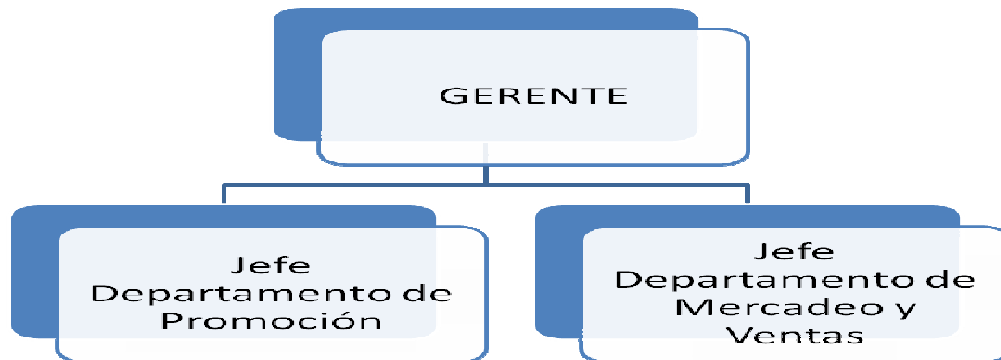 GERENTE
Jefe
Departamento de
Promoción
Jefe
Departamento de
Mercadeo y
Ventas